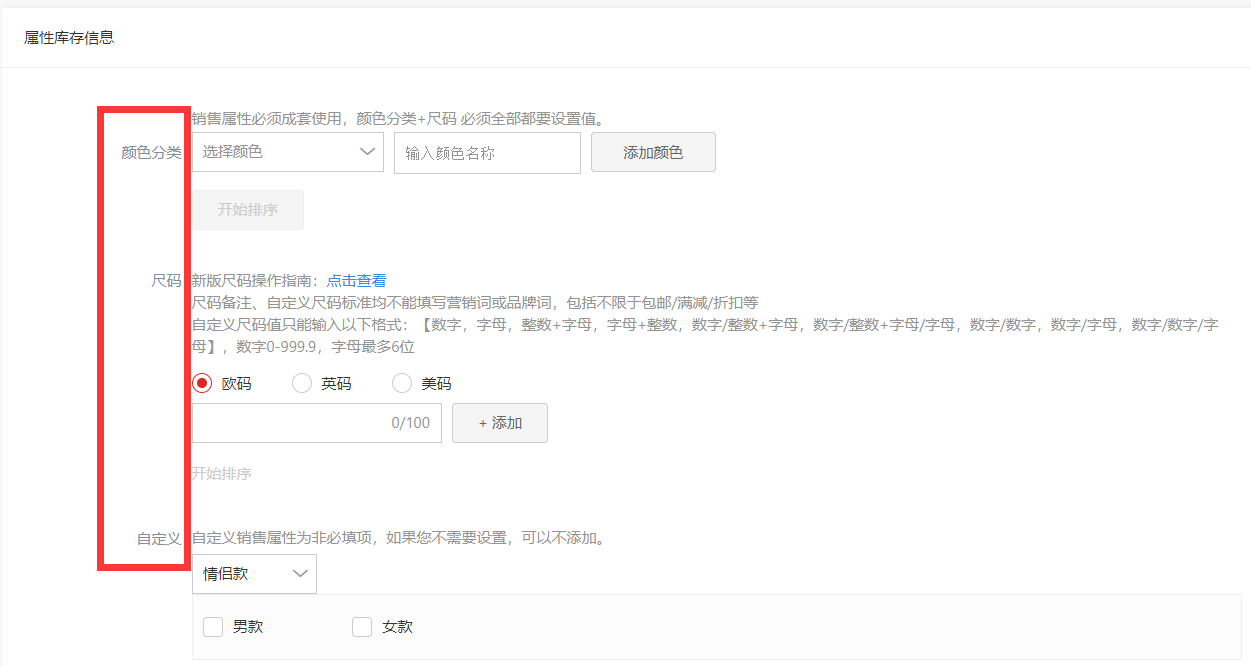 属性库存信息
销售属性必须成套使用，颜色分类+尺码 必须全部都要设置值。
颜色分类 选择颜色 输入颜色名称 添加颜色
开始排序
尺码 新版尺码操作指南：点击查看
尺码备注、自定义尺码标准均不能填写营销词或品牌词，包括不限于包邮/满减/折扣等
自定义尺码值只能输入以下格式：【数字，字母，整数+字母，字母+整数，数字/整数+字母，数字/整数+字母/字母，数字/数字，数字/字母，数字/数字/字
母】，数字0-999.9，字母最多6位
欧码 英码 美码
0/100 + 添加
开始排序
自定义 自定义销售属性为非必填项，如果您不需要设置，可以不添加。
情侣款
男款 女款